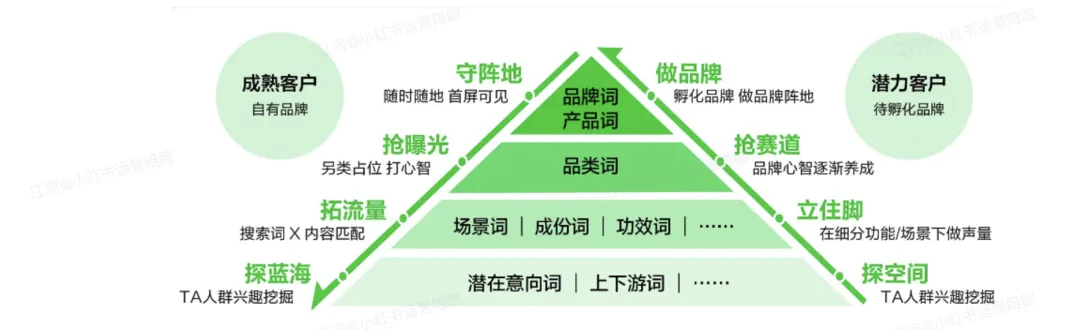 成熟客户
自有品牌
守阵地
随时随地 首屏可见
抢曝光
另类占位 打心智
拓流量
搜索词 X 内容匹配
探蓝海
TA人群兴趣挖掘
品牌词
产品词
品类词
场景词 | 成份词 | 功效词 | ······
潜在意向词 | 上下游词 | ······
做品牌
孵化品牌 做品牌阵地
抢赛道
品牌心智逐渐养成
立住脚
在细分功能/场景下做声量
探空间
TA人群兴趣挖掘
潜力客户
待孵化品牌
江河@小红书运营陪跑
江河@小红书运营陪跑
江河@小红书运营陪跑